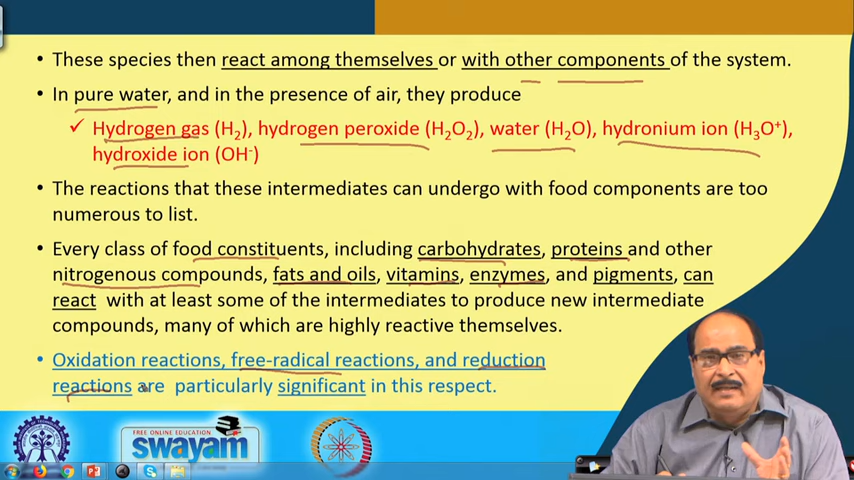 • These species then react among themselves or with other components of the system.
• In pure water, and in the presence of air, they produce
✓ Hydrogen gas (H₂), hydrogen peroxide (H₂O₂), water (H₂O), hydronium ion (H₃O⁺),
hydroxide ion (OH⁻)
• The reactions that these intermediates can undergo with food components are too
numerous to list.
• Every class of food constituents, including carbohydrates, proteins and other
nitrogenous compounds, fats and oils, vitamins, enzymes, and pigments, can
react with at least some of the intermediates to produce new intermediate
compounds, many of which are highly reactive themselves.
• Oxidation reactions, free-radical reactions, and reduction
reactions are particularly significant in this respect.
FREE ONLINE EDUCATION
swayam